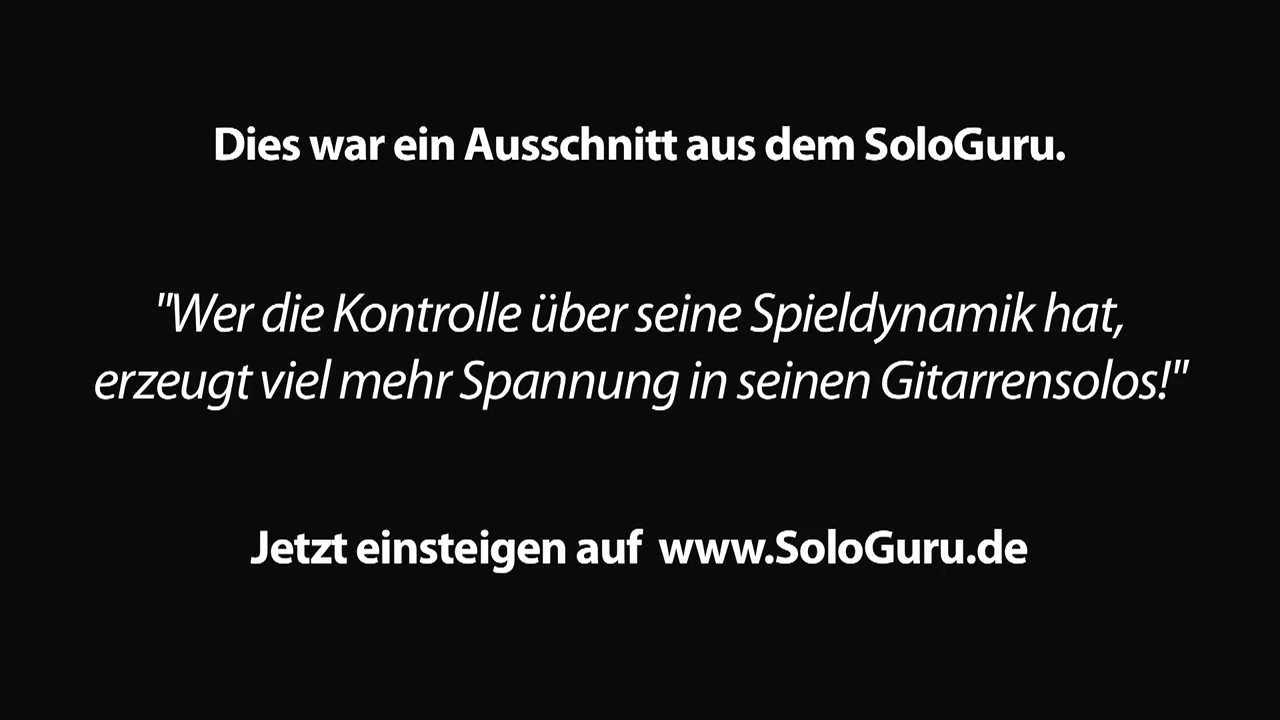 Dies war ein Ausschnitt aus dem SoloGuru.
"Wer die Kontrolle über seine Spieldynamik hat,
erzeugt viel mehr Spannung in seinen Gitarrensolos!"
Jetzt einsteigen auf www.SoloGuru.de